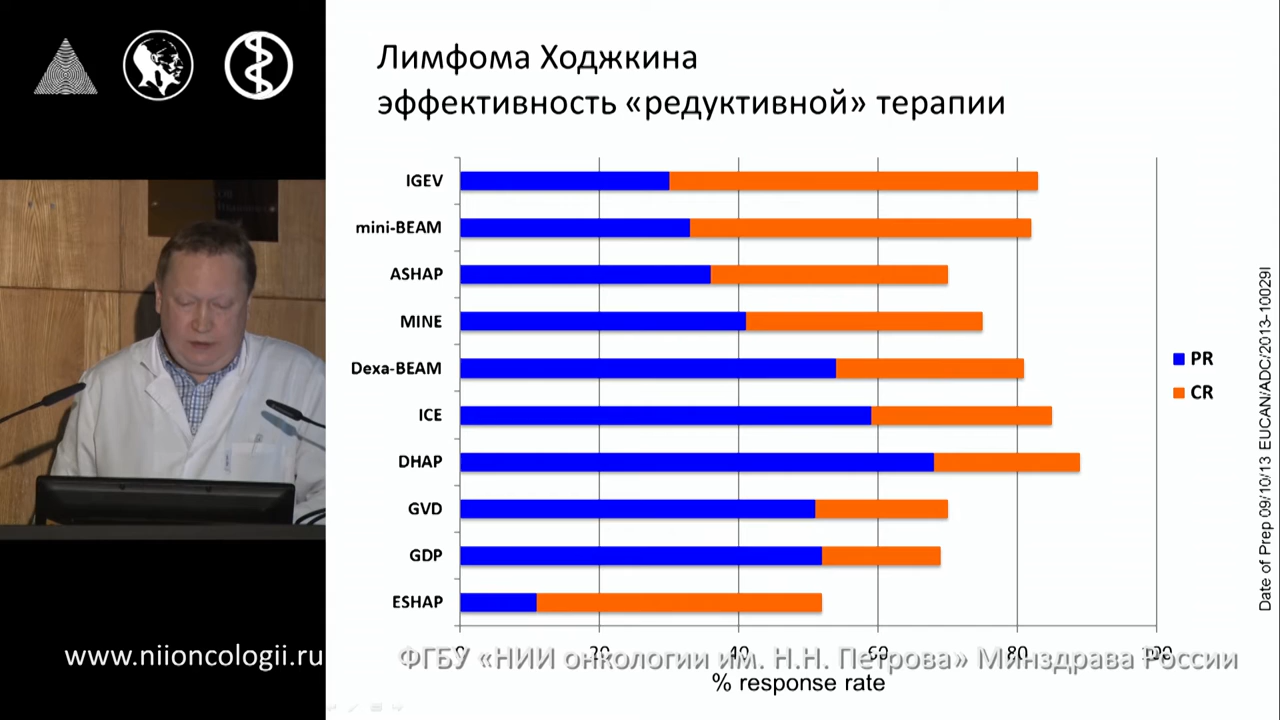 Лимфома Ходжкина
эффективность «редуктивной» терапии
IGEV
mini-BEAM
ASHAP
MINE
Dexa-BEAM
ICE
DHAP
GVD
GDP
ESHAP
0 20 40 60 80 100
% response rate
PR
CR
Date of Prep 09/10/13 EUCAN/ADC/2013-10029I
www.niioncologii.ru
ФГБУ «НИИ онкологии им. Н.Н. Петрова» Минздрава России